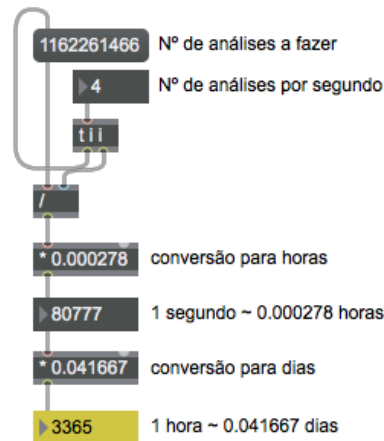 1162261466 Nº de análises a fazer
4 Nº de análises por segundo
t i i
/
* 0.000278 conversão para horas
80777 1 segundo ~ 0.000278 horas
* 0.041667 conversão para dias
3365 1 hora ~ 0.041667 dias